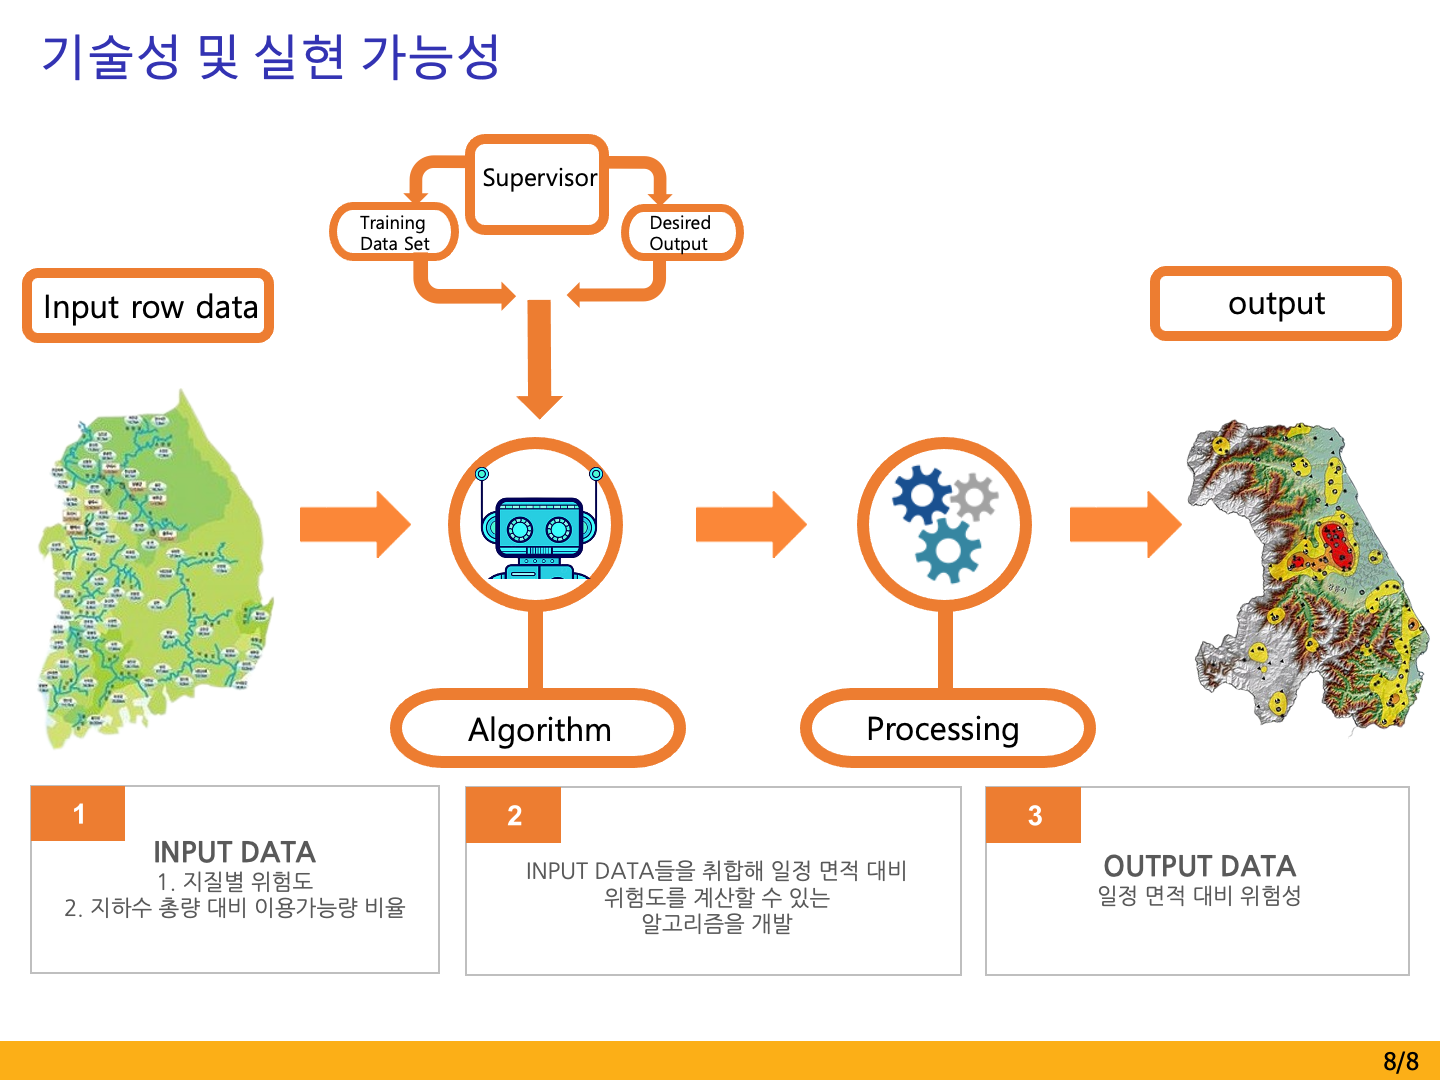 기술성 및 실현 가능성
Supervisor
Training
Data Set
Desired
Output
Input row data
output
Algorithm
Processing
1
INPUT DATA
1. 지질별 위험도
2. 지하수 총량 대비 이용가능량 비율
2
INPUT DATA들을 취합해 일정 면적 대비
위험도를 계산할 수 있는
알고리즘을 개발
3
OUTPUT DATA
일정 면적 대비 위험성
8/8